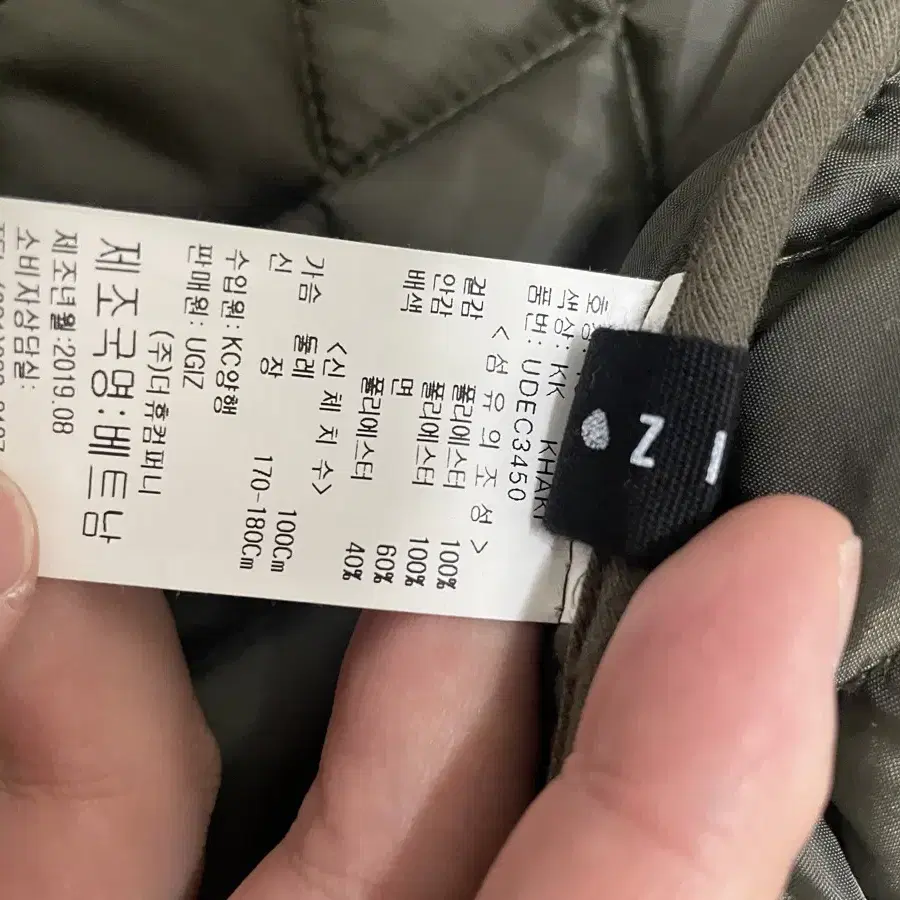 품번: UDEC3450
색상: KK KHAKI
<섬유의조성>
겉감 폴리에스터 100%
안감 폴리에스터 100%
배색 면 60%
폴리에스터 40%
<신체치수>
가슴 둘레 100Cm
신 장 170-180Cm
수입원: KC양행
판매원: UGIZ
(주)더휴컴퍼니
제조국명:베트남
제조년월:2019.08
소비자상담실:
Z